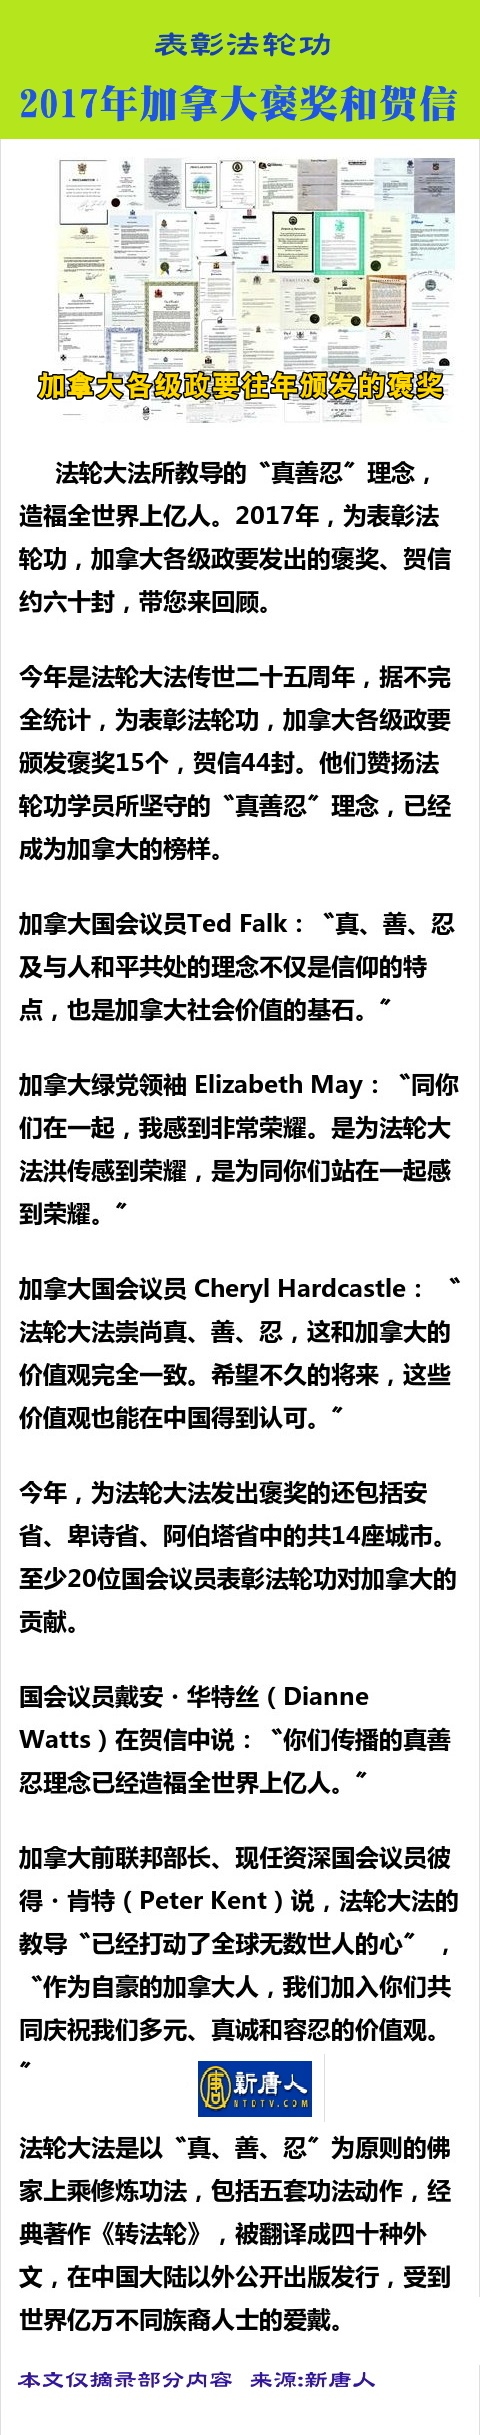 表彰法轮功
2017年加拿大褒奖和贺信
加拿大各级政要往年颁发的褒奖
法轮大法所教导的〝真善忍〞理念，
造福全世界上亿人。2017年，为表彰法
轮功，加拿大各级政要发出的褒奖、贺信
约六十封，带您来回顾。
今年是法轮大法传世二十五周年，据不完
全统计，为表彰法轮功，加拿大各级政要
颁发褒奖15个，贺信44封。他们赞扬法
轮功学员所坚守的〝真善忍〞理念，已经
成为加拿大的榜样。
加拿大国会议员Ted Falk：〝真、善、忍
及与人和平共处的理念不仅是信仰的特
点，也是加拿大社会价值的基石。〞
加拿大绿党领袖 Elizabeth May：〝同你
们在一起，我感到非常荣耀。是为法轮大
法洪传感到荣耀，是为同你们站在一起感
到荣耀。〞
加拿大国会议员 Cheryl Hardcastle： 〝
法轮大法崇尚真、善、忍，这和加拿大的
价值观完全一致。希望不久的将来，这些
价值观也能在中国得到认可。〞
今年，为法轮大法发出褒奖的还包括安
省、卑诗省、阿伯塔省中的共14座城市。
至少20位国会议员表彰法轮功对加拿大的
贡献。
国会议员戴安·华特丝（Dianne
Watts）在贺信中说：〝你们传播的真善
忍理念已经造福全世界上亿人。〞
加拿大前联邦部长、现任资深国会议员彼
得·肯特（Peter Kent）说，法轮大法的
教导〝已经打动了全球无数世人的心〞 ，
〝作为自豪的加拿大人，我们加入你们共
同庆祝我们多元、真诚和容忍的价值观。
〞
唐 新唐人
NTDTV.COM
法轮大法是以〝真、善、忍〞为原则的佛
家上乘修炼功法，包括五套功法动作，经
典著作《转法轮》，被翻译成四十种外
文，在中国大陆以外公开出版发行，受到
世界亿万不同族裔人士的爱戴。
本文仅摘录部分内容 来源:新唐人